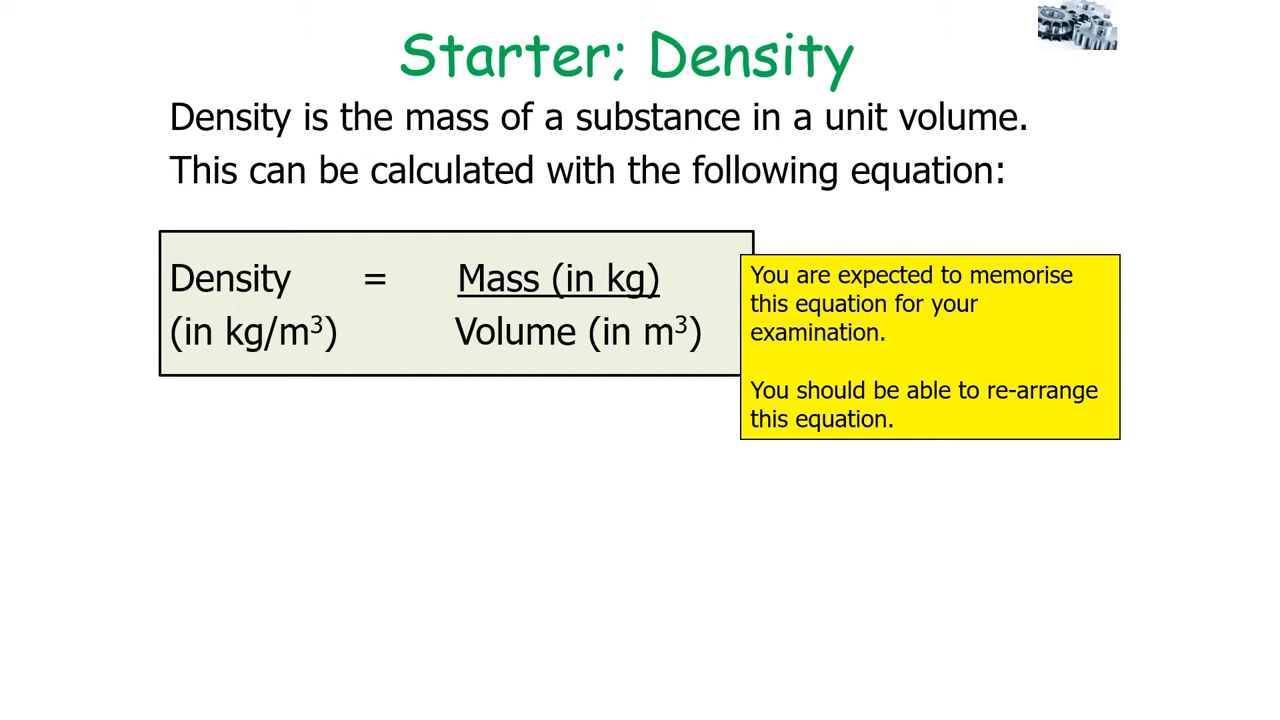 Starter; Density
Density is the mass of a substance in a unit volume.
This can be calculated with the following equation:
Density = Mass (in kg)
(in kg/m³) Volume (in m³)
You are expected to memorise
this equation for your
examination.
You should be able to re-arrange
this equation.